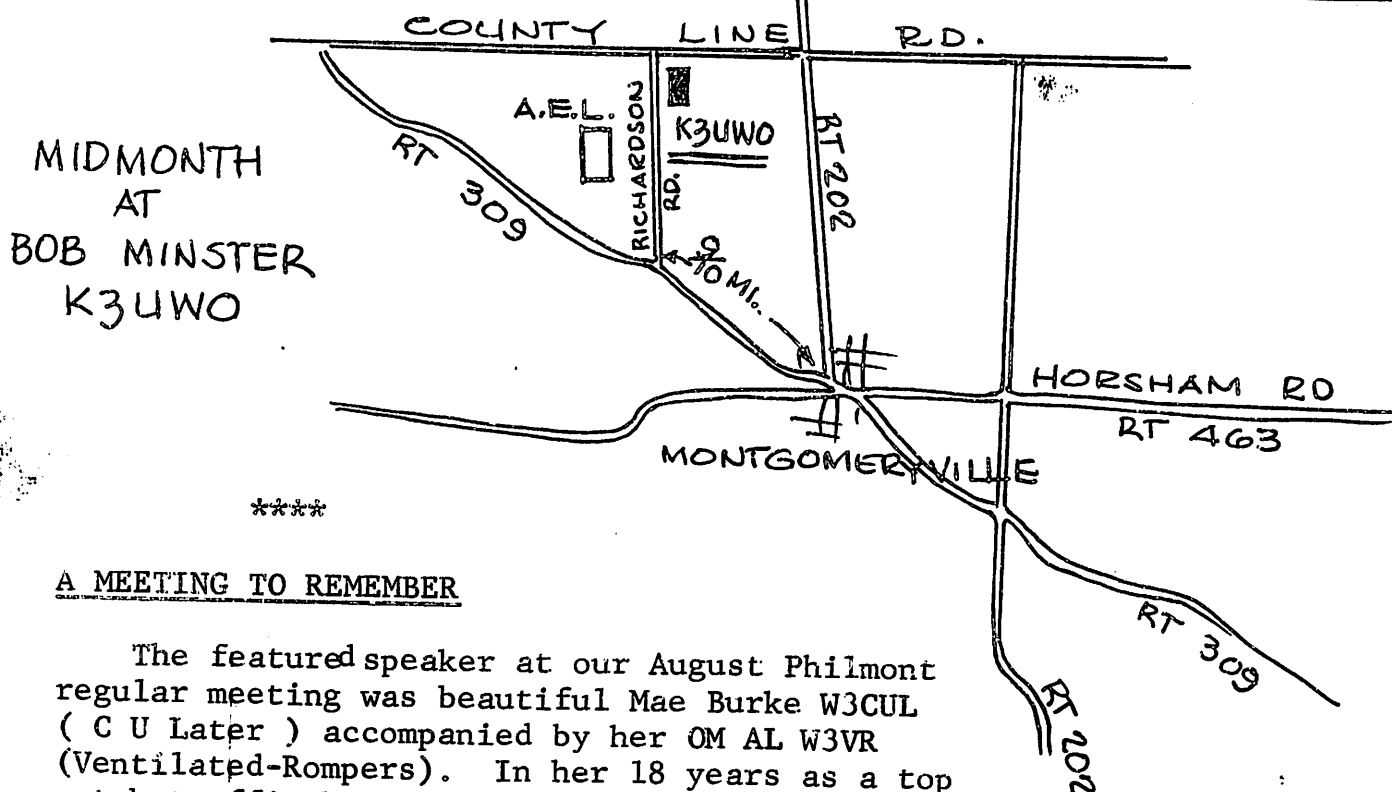 COUNTY LINE RD.
A.E.L.
RICHARDSON RD.
K3UWO
RT 202
RT 309
MIDMONTH
AT
BOB MINSTER
K3UWO
9/10 MI.
HORSHAM RD
RT 463
MONTGOMERYVILLE
RT 309
RT 202
****
A MEETING TO REMEMBER
The featured speaker at our August Philmont
regular meeting was beautiful Mae Burke W3CUL
( C U Later ) accompanied by her OM AL W3VR
(Ventilated-Rompers). In her 18 years as a top